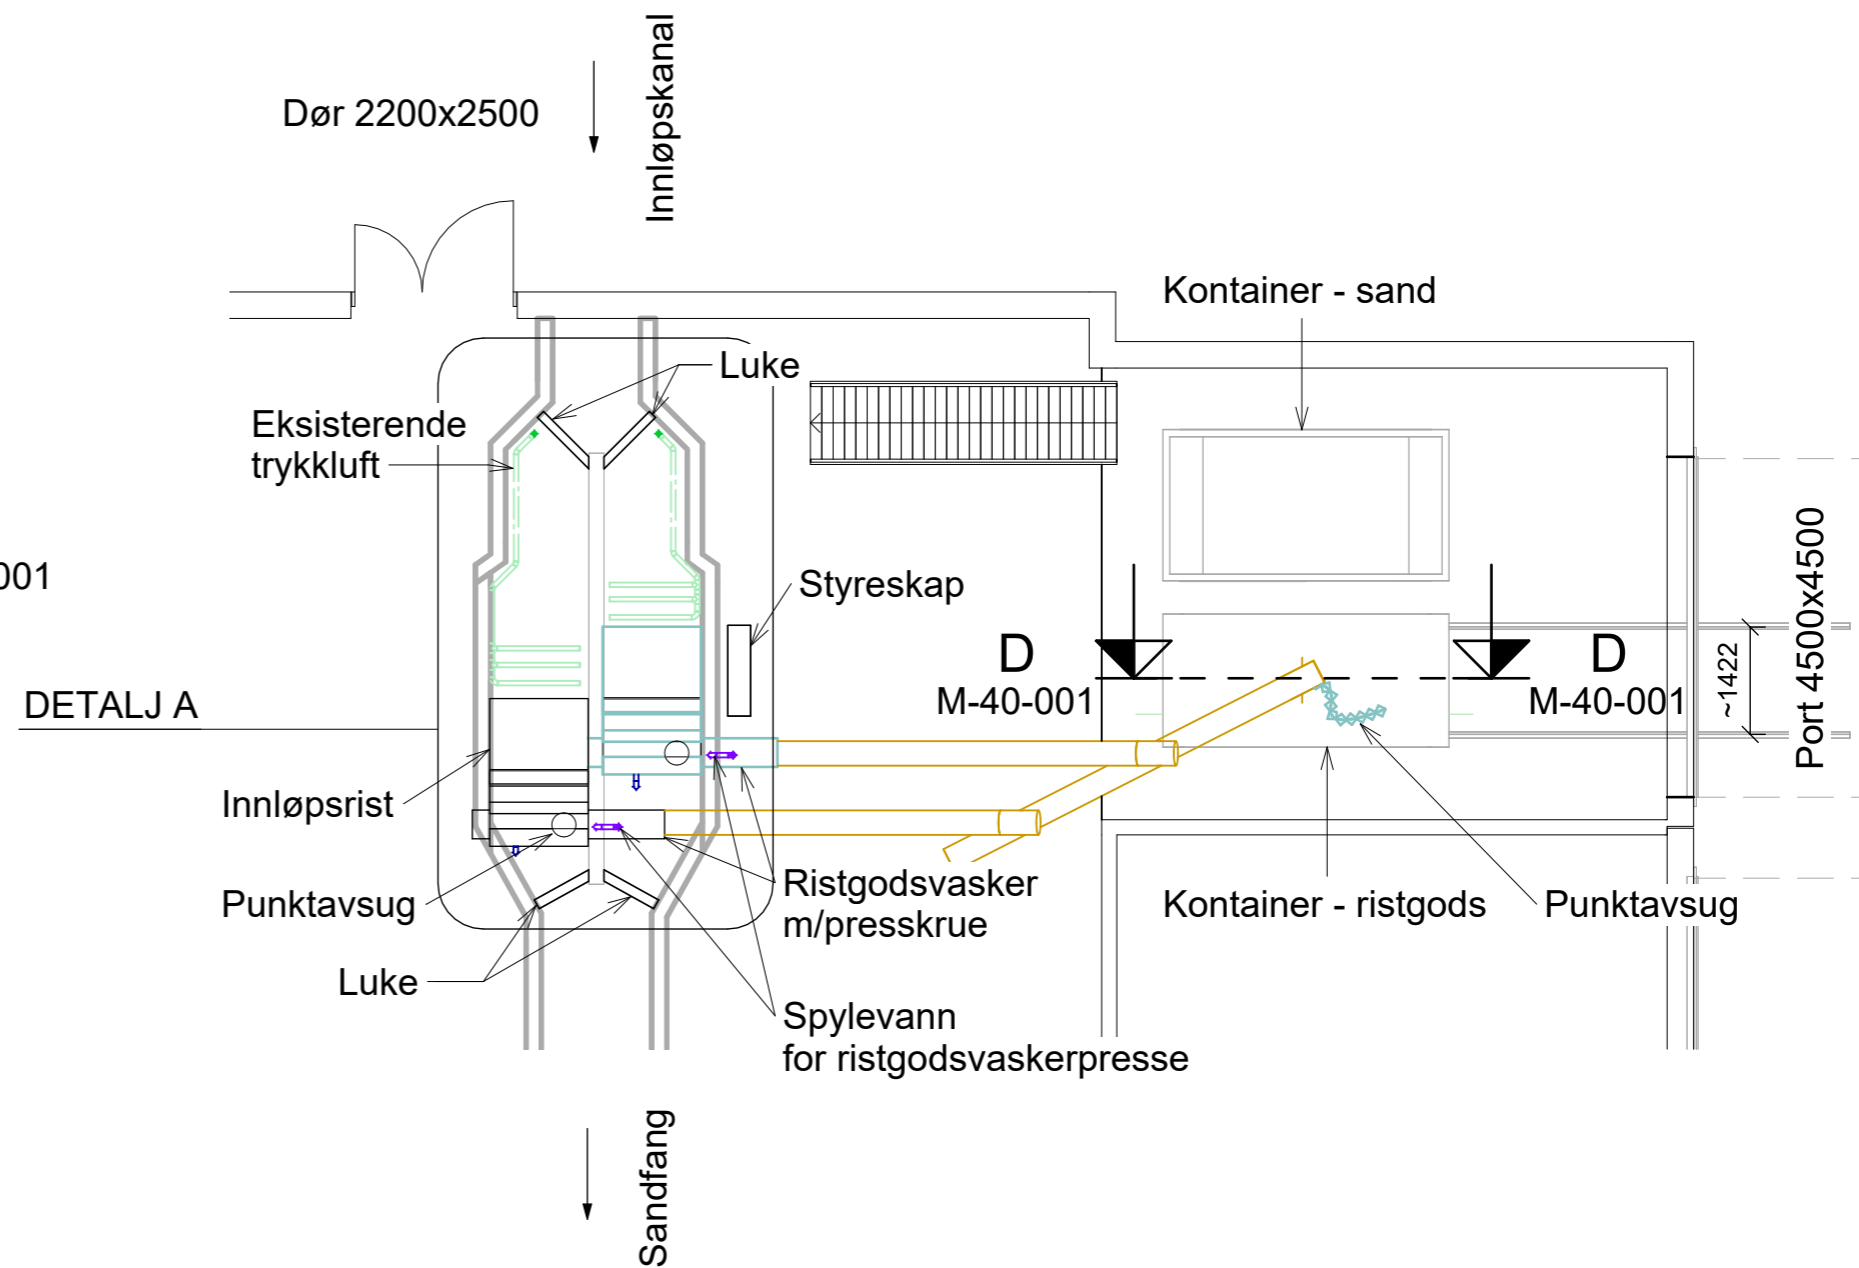 Innløpskanal
Dør 2200x2500
Kontainer - sand
Luke
Eksisterende
trykkluft
001
Styreskap
Port 4500x4500
~1422
D
M-40-001
D
M-40-001
DETALJ A
Innløpsrist
Punktavsug
Ristgodsvasker
m/presskrue
Kontainer - ristgods
Punktavsug
Luke
Spylevann
for ristgodsvaskerpresse
Sandfang